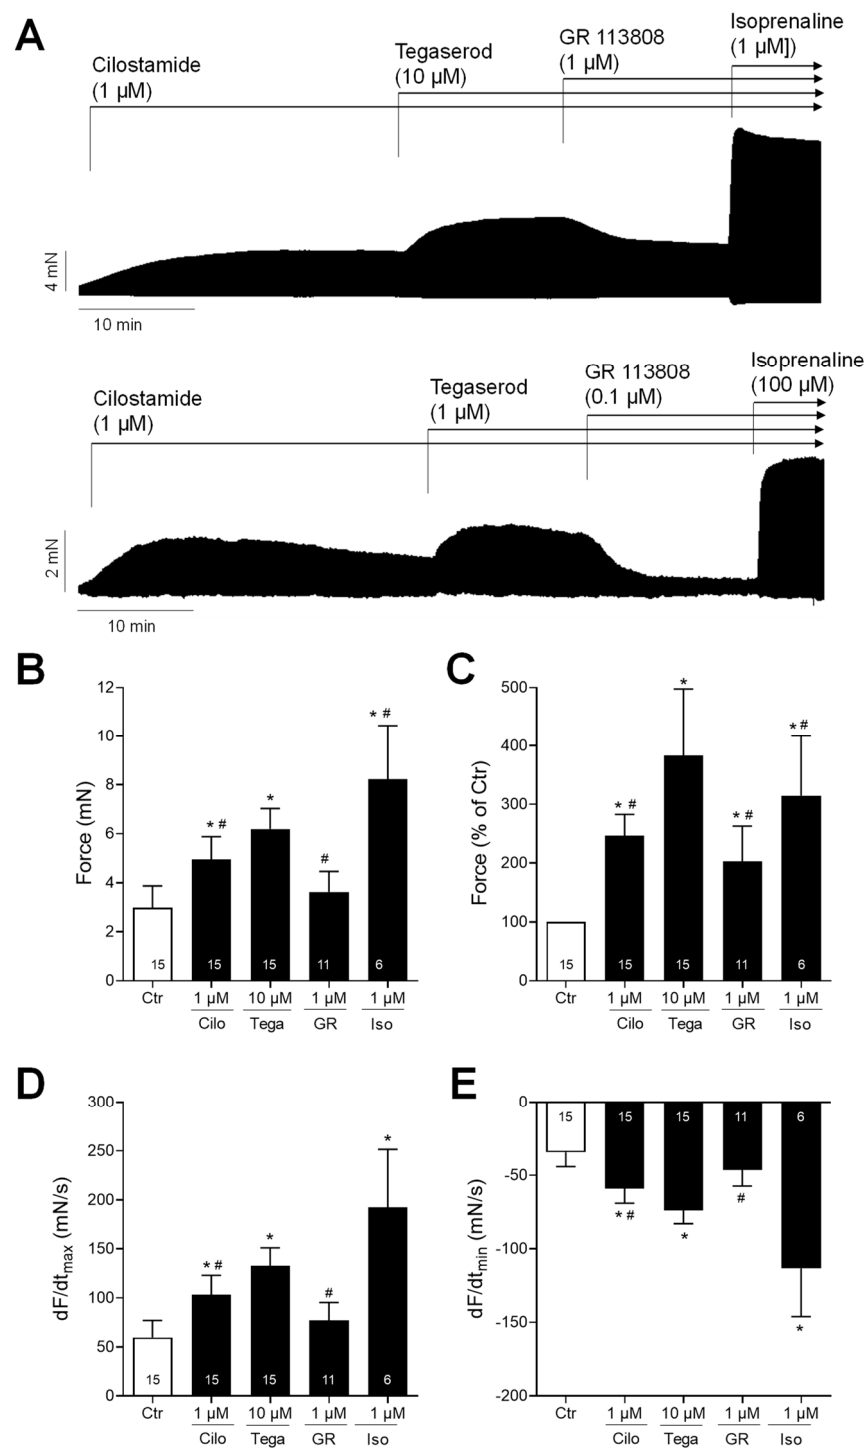 A
Cilostamide
(1 µM)
Tegaserod
(10 µM)
GR 113808
(1 µM)
Isoprenaline
(1 µM])
4 mN
10 min
Cilostamide
(1 µM)
Tegaserod
(1 µM)
GR 113808
(0.1 µM)
Isoprenaline
(100 µM)
2 mN
10 min
B
Force (mN)
12
10
8
6
4
2
0
* #
*
#
* #
15
15
15
11
6
Ctr
1 µM
10 µM
1 µM
1 µM
Cilo
Tega
GR
Iso
C
Force (% of Ctr)
500
400
300
200
100
0
* #
*
* #
* #
15
15
15
11
6
Ctr
1 µM
10 µM
1 µM
1 µM
Cilo
Tega
GR
Iso
D
dF/dtmax (mN/s)
300
250
200
150
100
50
0
* #
*
#
*
15
15
15
11
6
Ctr
1 µM
10 µM
1 µM
1 µM
Cilo
Tega
GR
Iso
E
dF/dtmin (mN/s)
0
-50
-100
-150
-200
15
15
15
11
6
* #
*
#
*
Ctr
1 µM
10 µM
1 µM
1 µM
Cilo
Tega
GR
Iso